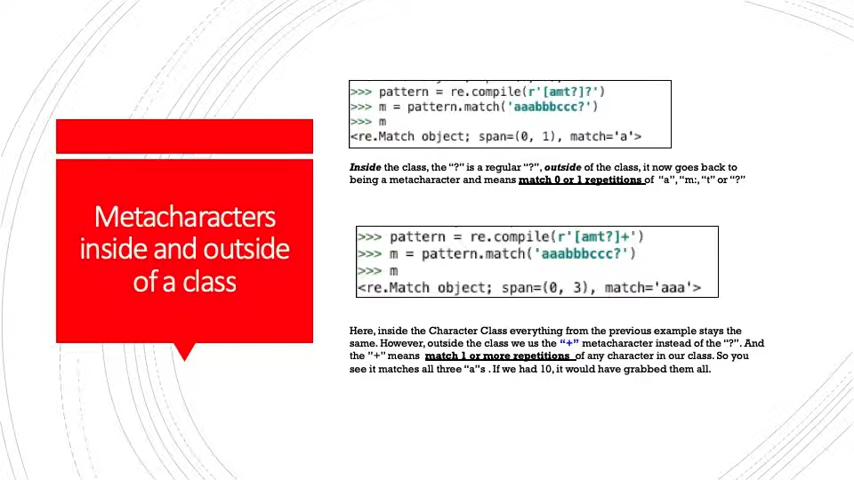 Metacharacters
inside and outside
of a class
>>> pattern = re.compile(r'[amt?]?')
>>> m = pattern.match('aaabbbccc?')
>>> m
<re.Match object; span=(0, 1), match='a'>
Inside the class, the “?” is a regular “?”, outside of the class, it now goes back to
being a metacharacter and means match 0 or 1 repetitions of “a”, “m:, “t” or “?”
>>> pattern = re.compile(r'[amt?]+')
>>> m = pattern.match('aaabbbccc?')
>>> m
<re.Match object; span=(0, 3), match='aaa'>
Here, inside the Character Class everything from the previous example stays the
same. However, outside the class we us the “+” metacharacter instead of the “?”. And
the “+” means match 1 or more repetitions of any character in our class. So you
see it matches all three “a”s . If we had 10, it would have grabbed them all.